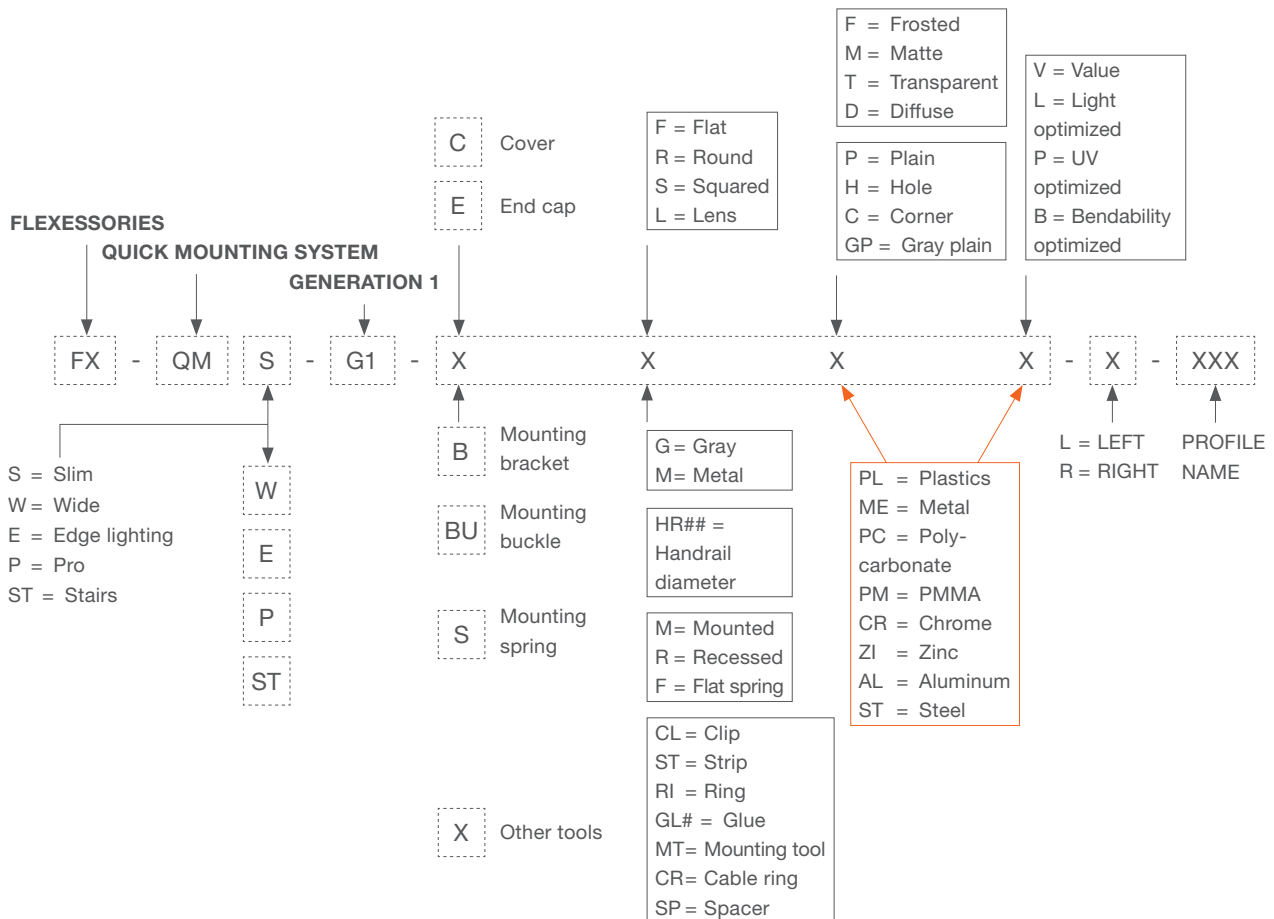 F = Frosted
M = Matte
T = Transparent
D = Diffuse
V = Value
L = Light
optimized
P = UV
optimized
B = Bendability
optimized
F = Flat
R = Round
S = Squared
L = Lens
C Cover
E End cap
P = Plain
H = Hole
C = Corner
GP = Gray plain
FLEXESSORIES
QUICK MOUNTING SYSTEM
GENERATION 1
FX - QM S - G1 - X X X X - X - XXX
S = Slim
W = Wide
E = Edge lighting
P = Pro
ST = Stairs
W
E
P
ST
B Mounting
bracket
BU Mounting
buckle
S Mounting
spring
X Other tools
G = Gray
M = Metal
HR## =
Handrail
diameter
M = Mounted
R = Recessed
F = Flat spring
CL = Clip
ST = Strip
RI = Ring
GL# = Glue
MT= Mounting tool
CR= Cable ring
SP = Spacer
PL = Plastics
ME = Metal
PC = Poly-
carbonate
PM = PMMA
CR = Chrome
ZI = Zinc
AL = Aluminum
ST = Steel
L = LEFT
R = RIGHT
PROFILE
NAME